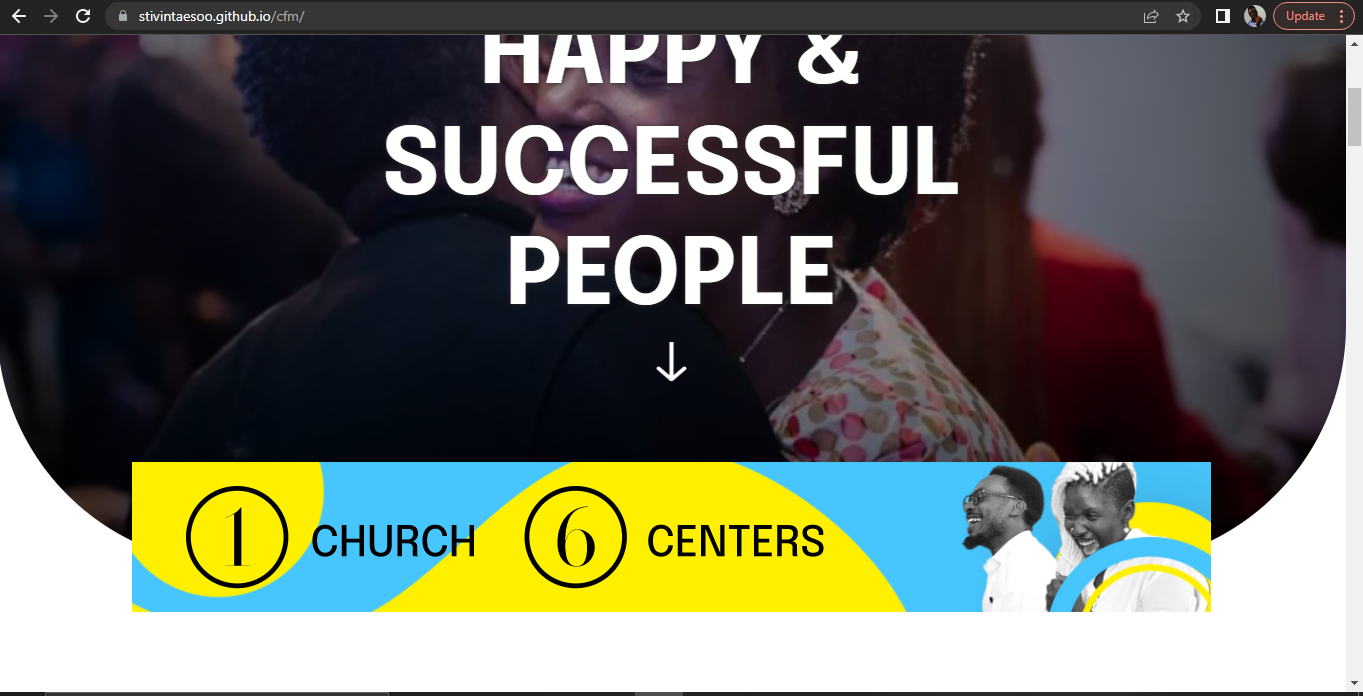 stivintaesoo.github.io/cfm/
Update
HAPPY &
SUCCESSFUL
PEOPLE
1 CHURCH 6 CENTERS